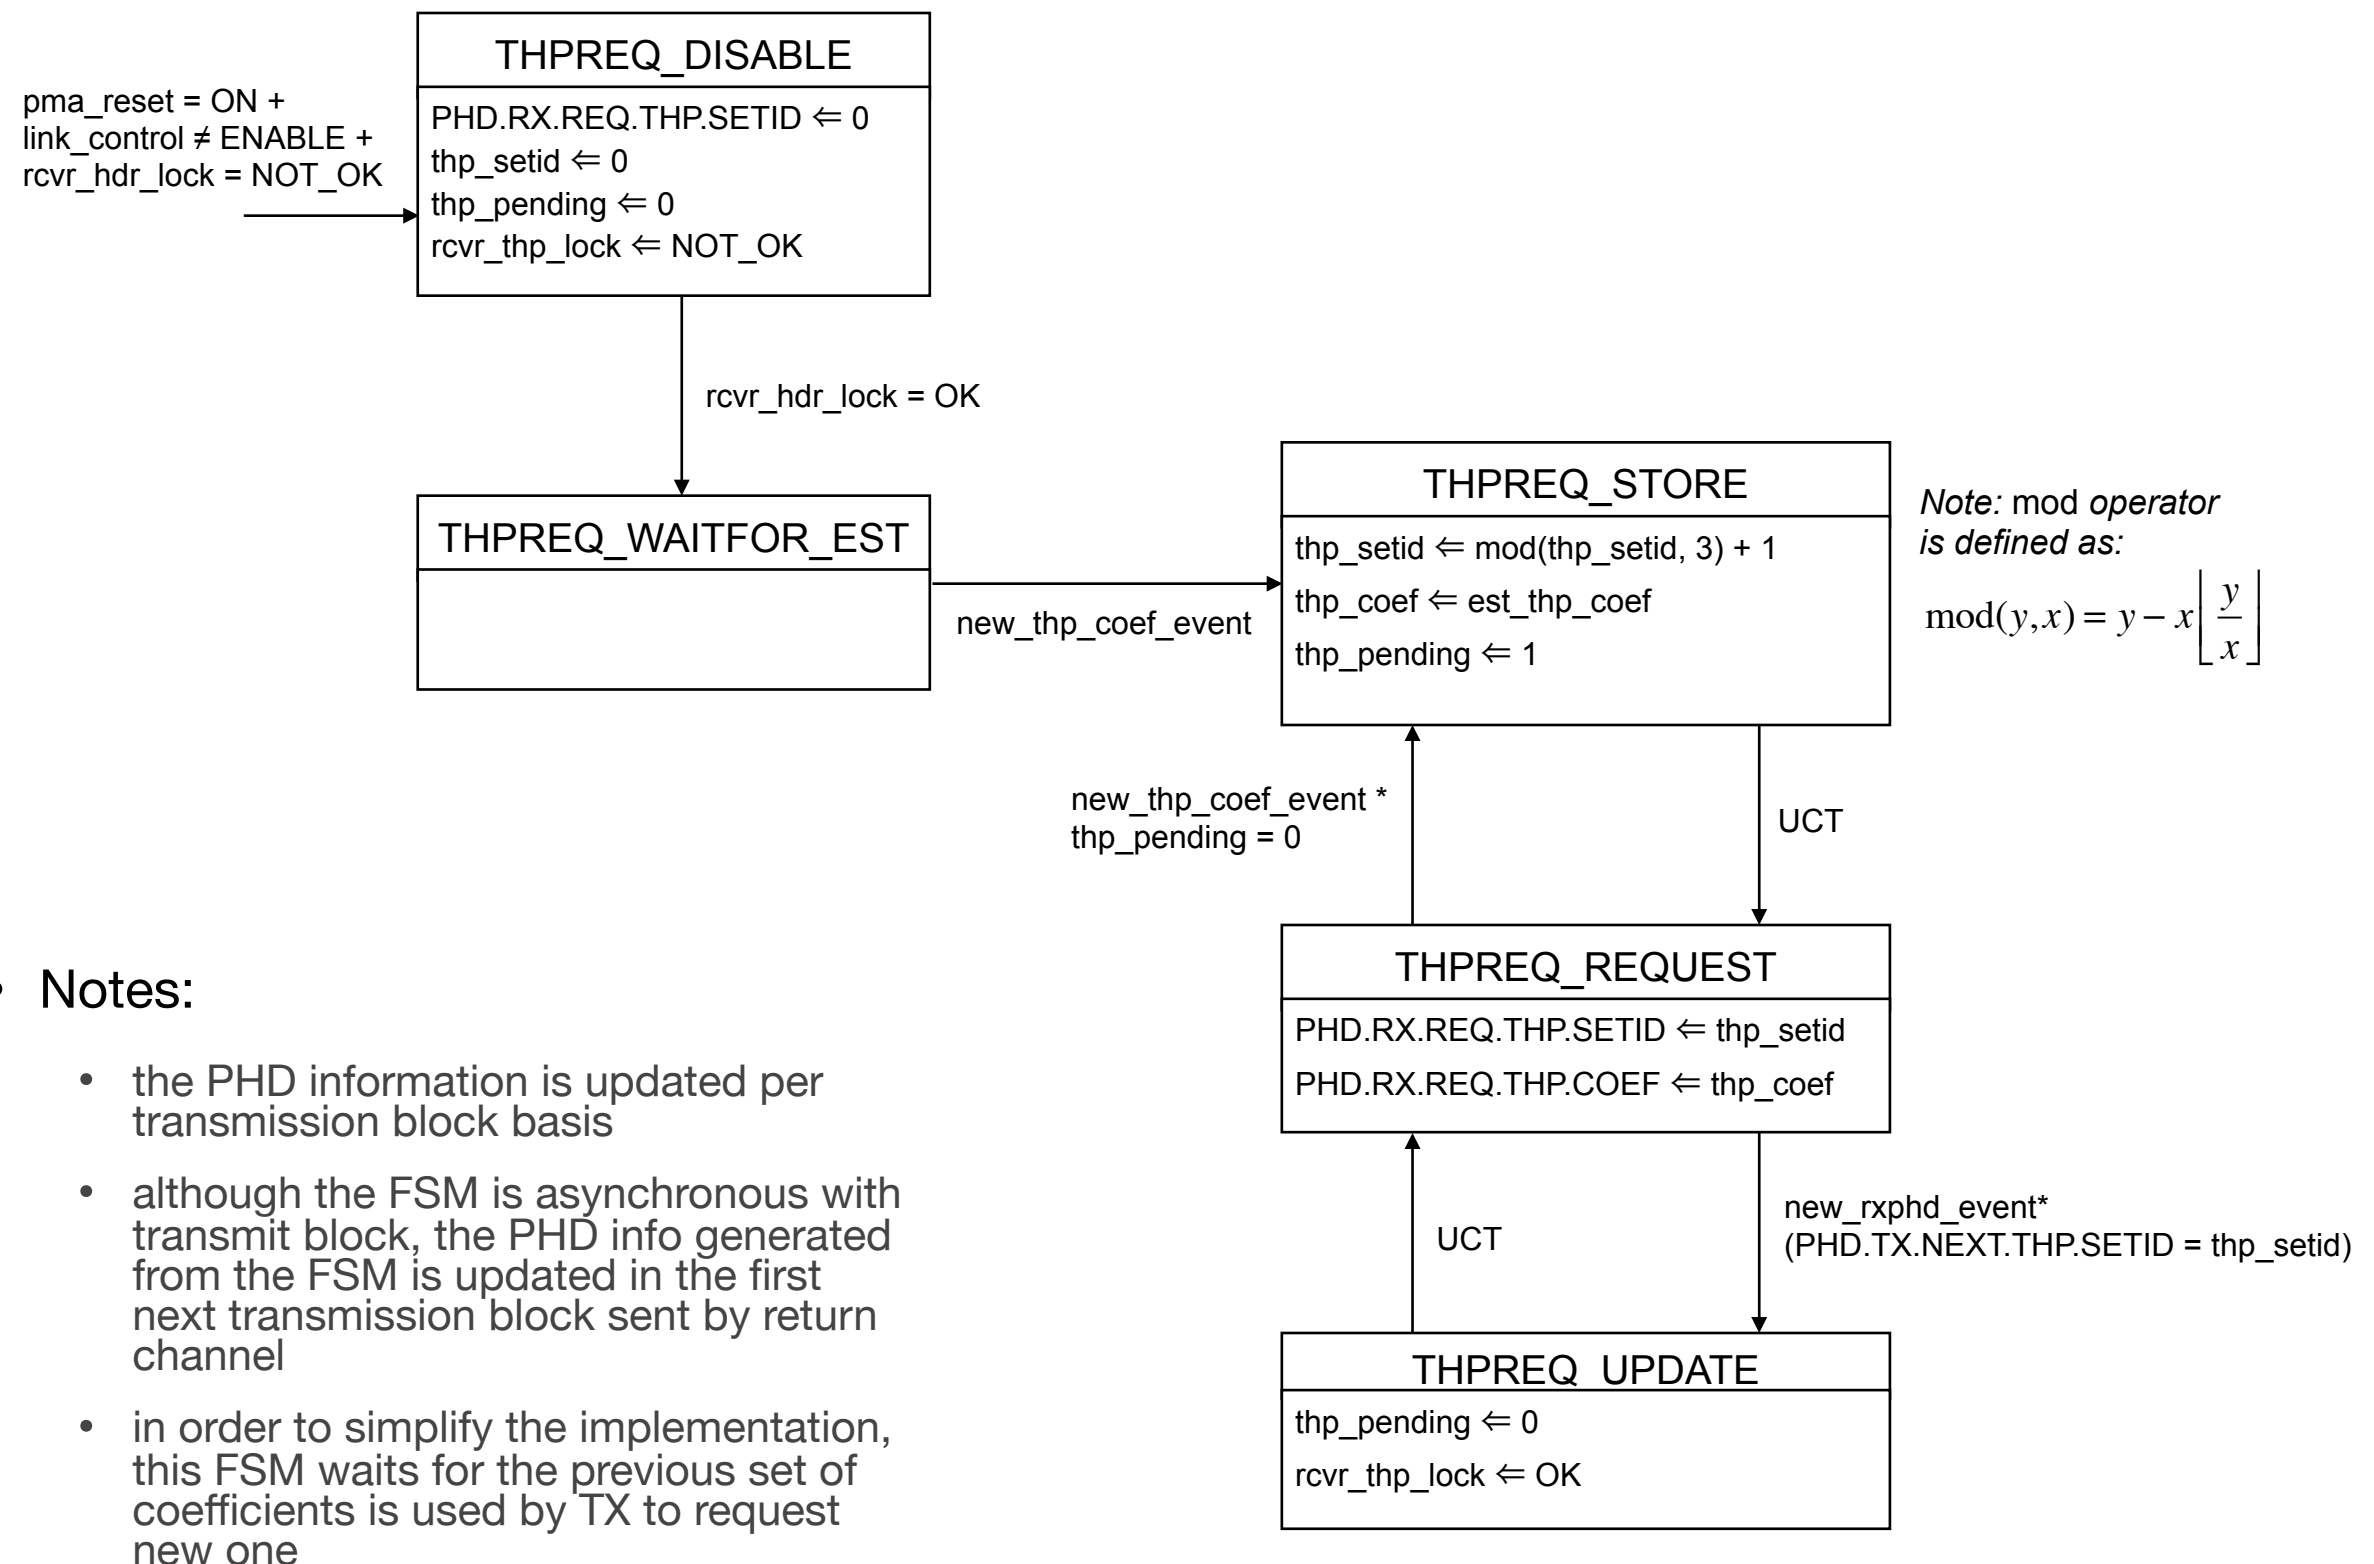 THPREQ_DISABLE
pma_reset = ON +
link_control ≠ ENABLE +
rcvr_hdr_lock = NOT_OK
PHD.RX.REQ.THP.SETID ⇐ 0
thp_setid ⇐ 0
thp_pending ⇐ 0
rcvr_thp_lock ⇐ NOT_OK
rcvr_hdr_lock = OK
THPREQ_WAITFOR_EST
new_thp_coef_event
THPREQ_STORE
thp_setid ⇐ mod(thp_setid, 3) + 1
thp_coef ⇐ est_thp_coef
thp_pending ⇐ 1
Note: mod operator
is defined as:
mod(y,x) = y − x⌊y/x⌋
new_thp_coef_event *
thp_pending = 0
UCT
THPREQ_REQUEST
PHD.RX.REQ.THP.SETID ⇐ thp_setid
PHD.RX.REQ.THP.COEF ⇐ thp_coef
UCT
new_rxphd_event*
(PHD.TX.NEXT.THP.SETID = thp_setid)
THPREQ_UPDATE
thp_pending ⇐ 0
rcvr_thp_lock ⇐ OK
• Notes:
• the PHD information is updated per
transmission block basis
• although the FSM is asynchronous with
transmit block, the PHD info generated
from the FSM is updated in the first
next transmission block sent by return
channel
• in order to simplify the implementation,
this FSM waits for the previous set of
coefficients is used by TX to request
new one